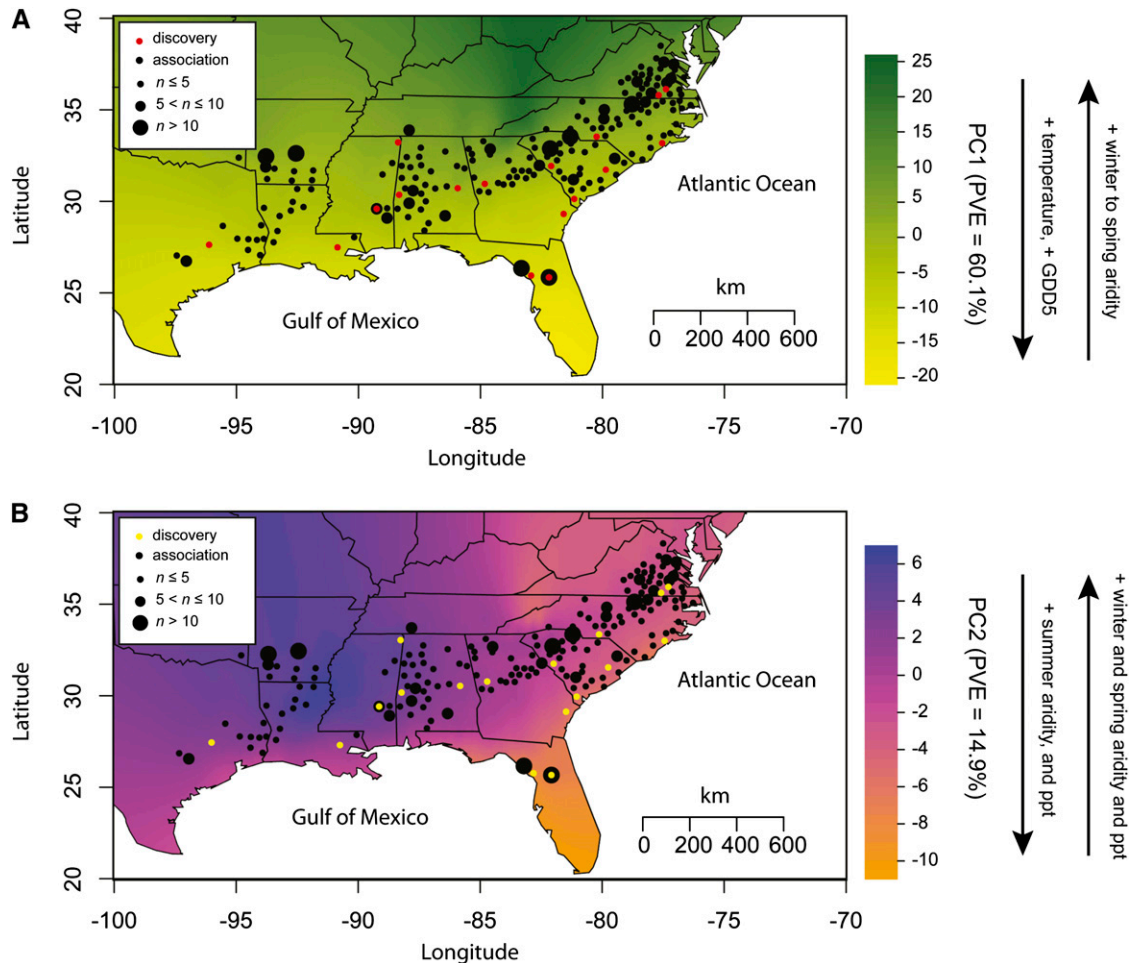 A
discovery
association
n ≤ 5
5 < n ≤ 10
n > 10
40
35
30
25
20
Latitude
-100
-95
-90
-85
-80
-75
-70
Longitude
Atlantic Ocean
Gulf of Mexico
km
0 200 400 600
25
20
15
10
5
0
-5
-10
-15
-20
PC1 (PVE = 60.1%)
+ temperature, + GDD5
+ winter to sping aridity
B
discovery
association
n ≤ 5
5 < n ≤ 10
n > 10
40
35
30
25
20
Latitude
-100
-95
-90
-85
-80
-75
-70
Longitude
Atlantic Ocean
Gulf of Mexico
km
0 200 400 600
6
4
2
0
-2
-4
-6
-8
-10
PC2 (PVE = 14.9%)
+ summer aridity, and ppt
+ winter and spring aridity and ppt